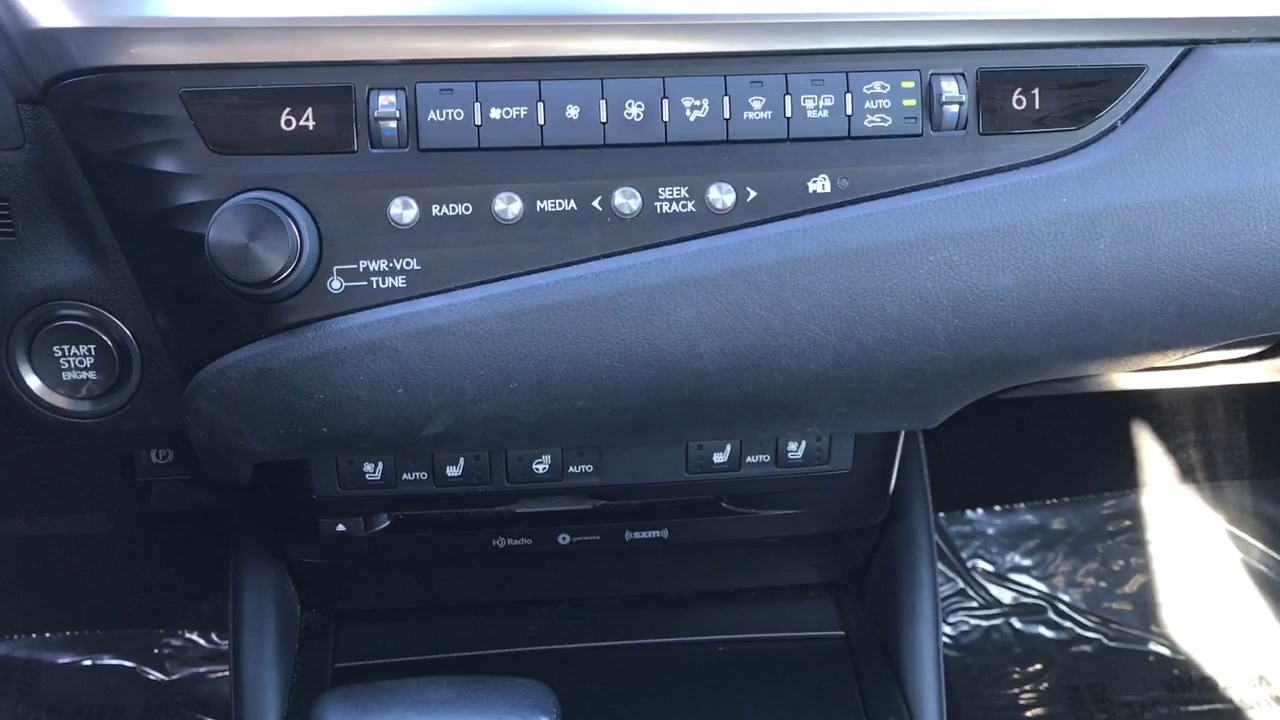 64
AUTO
OFF
FRONT
REAR
AUTO
61
RADIO
MEDIA
SEEK
TRACK
PWR•VOL
TUNE
START
STOP
ENGINE
P
AUTO
AUTO
AUTO
HD Radio
sxm